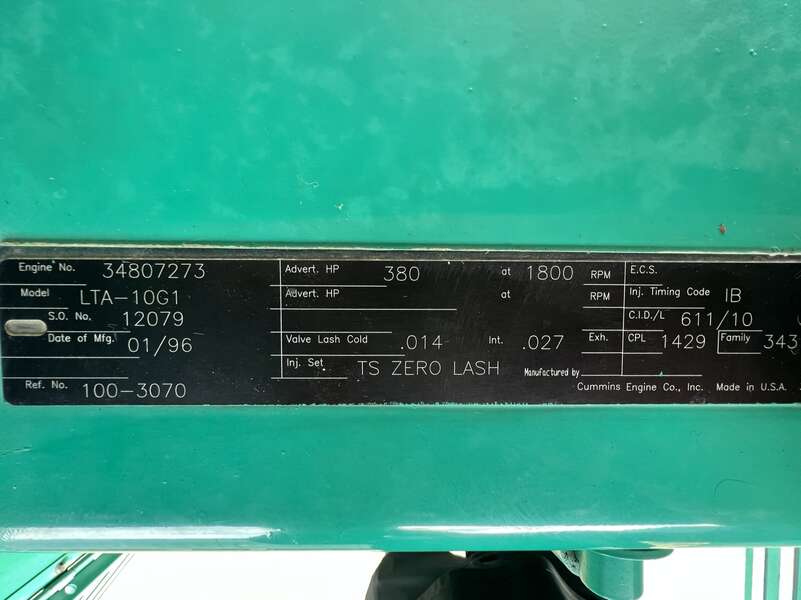 Engine No. 34807273 Advert. HP 380 at 1800 RPM E.C.S.
Model LTA-10G1 Advert. HP at RPM Inj. Timing Code IB
S.O. No. 12079 C.I.D./L 611/10
Date of Mfg. 01/96 Valve Lash Cold .014 Int. .027 Exh. CPL 1429 Family 343
Inj. Set TS ZERO LASH Manufactured by
Ref. No. 100-3070 Cummins Engine Co., Inc. Made in U.S.A.